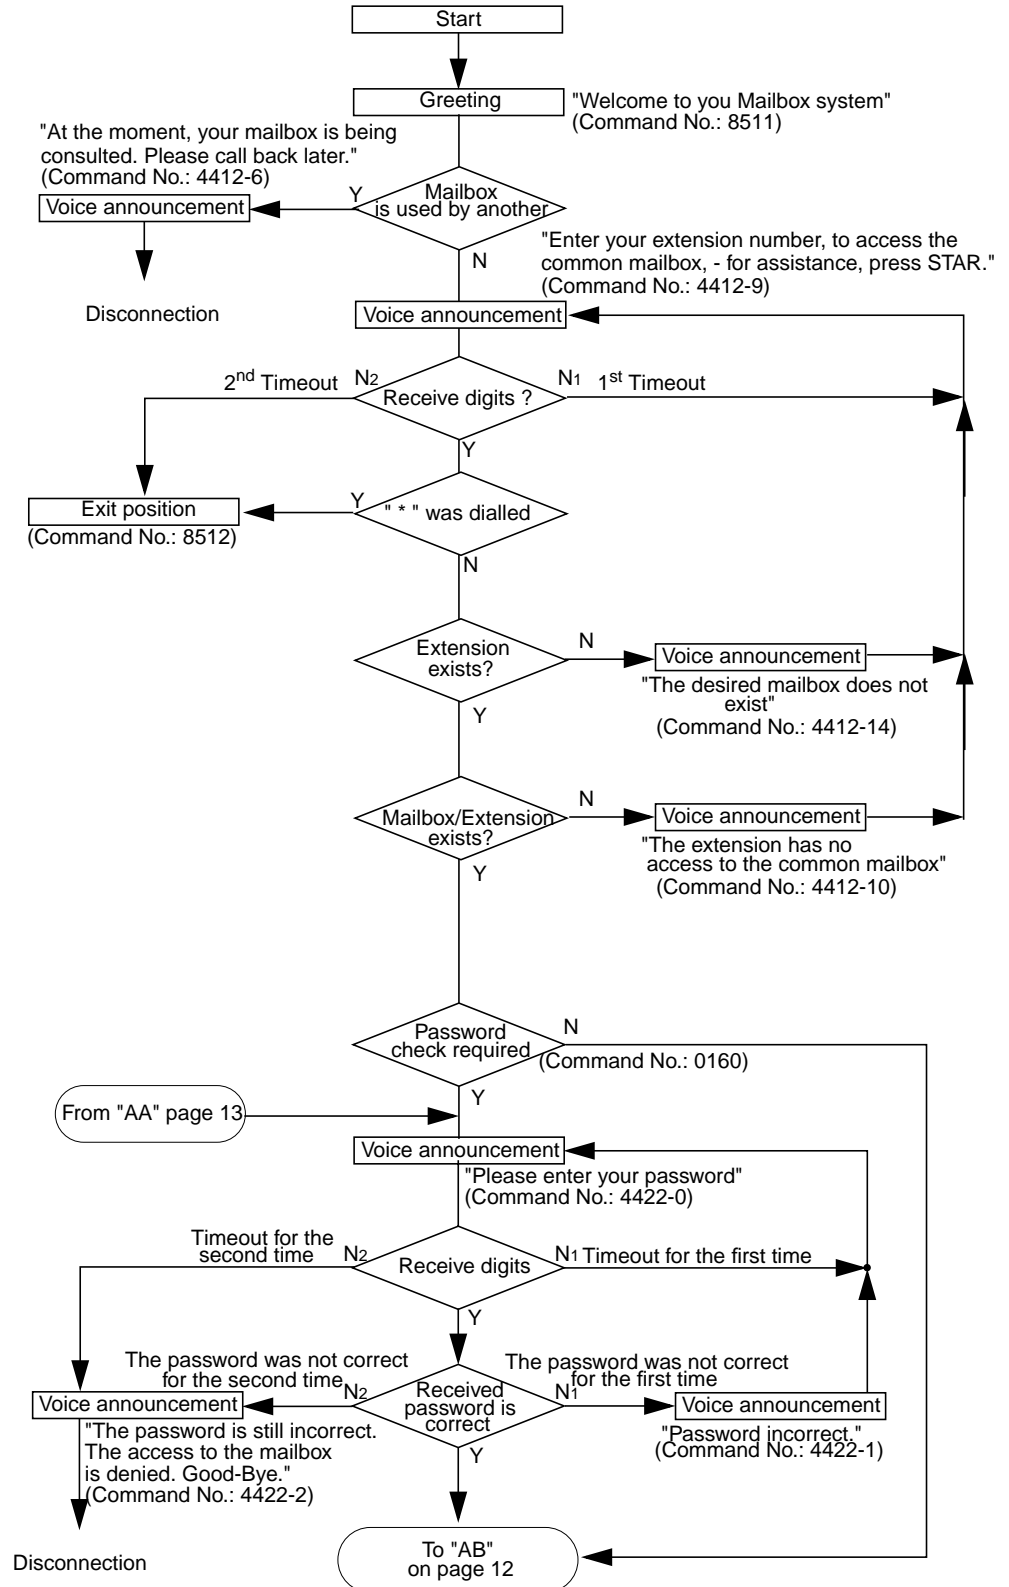 Start
Greeting
"Welcome to you Mailbox system"
(Command No.: 8511)
"At the moment, your mailbox is being
consulted. Please call back later."
(Command No.: 4412-6)
Voice announcement
Y
Mailbox
is used by another
N
Disconnection
"Enter your extension number, to access the
common mailbox, - for assistance, press STAR."
(Command No.: 4412-9)
Voice announcement
2nd Timeout
N2
Receive digits ?
N1
1st Timeout
Y
Exit position
(Command No.: 8512)
Y
" * " was dialled
N
Extension
exists?
N
Voice announcement
"The desired mailbox does not
exist"
(Command No.: 4412-14)
Y
Mailbox/Extension
exists?
N
Voice announcement
"The extension has no
access to the common mailbox"
(Command No.: 4412-10)
Y
Password
check required
N
(Command No.: 0160)
Y
From "AA" page 13
Voice announcement
"Please enter your password"
(Command No.: 4422-0)
Timeout for the
second time
N2
Receive digits
N1
Timeout for the first time
Y
The password was not correct
for the second time
N2
Received
password is
correct
The password was not correct
for the first time
N1
Voice announcement
"The password is still incorrect.
The access to the mailbox
is denied. Good-Bye."
(Command No.: 4422-2)
Voice announcement
"Password incorrect."
(Command No.: 4422-1)
Y
Disconnection
To "AB"
on page 12